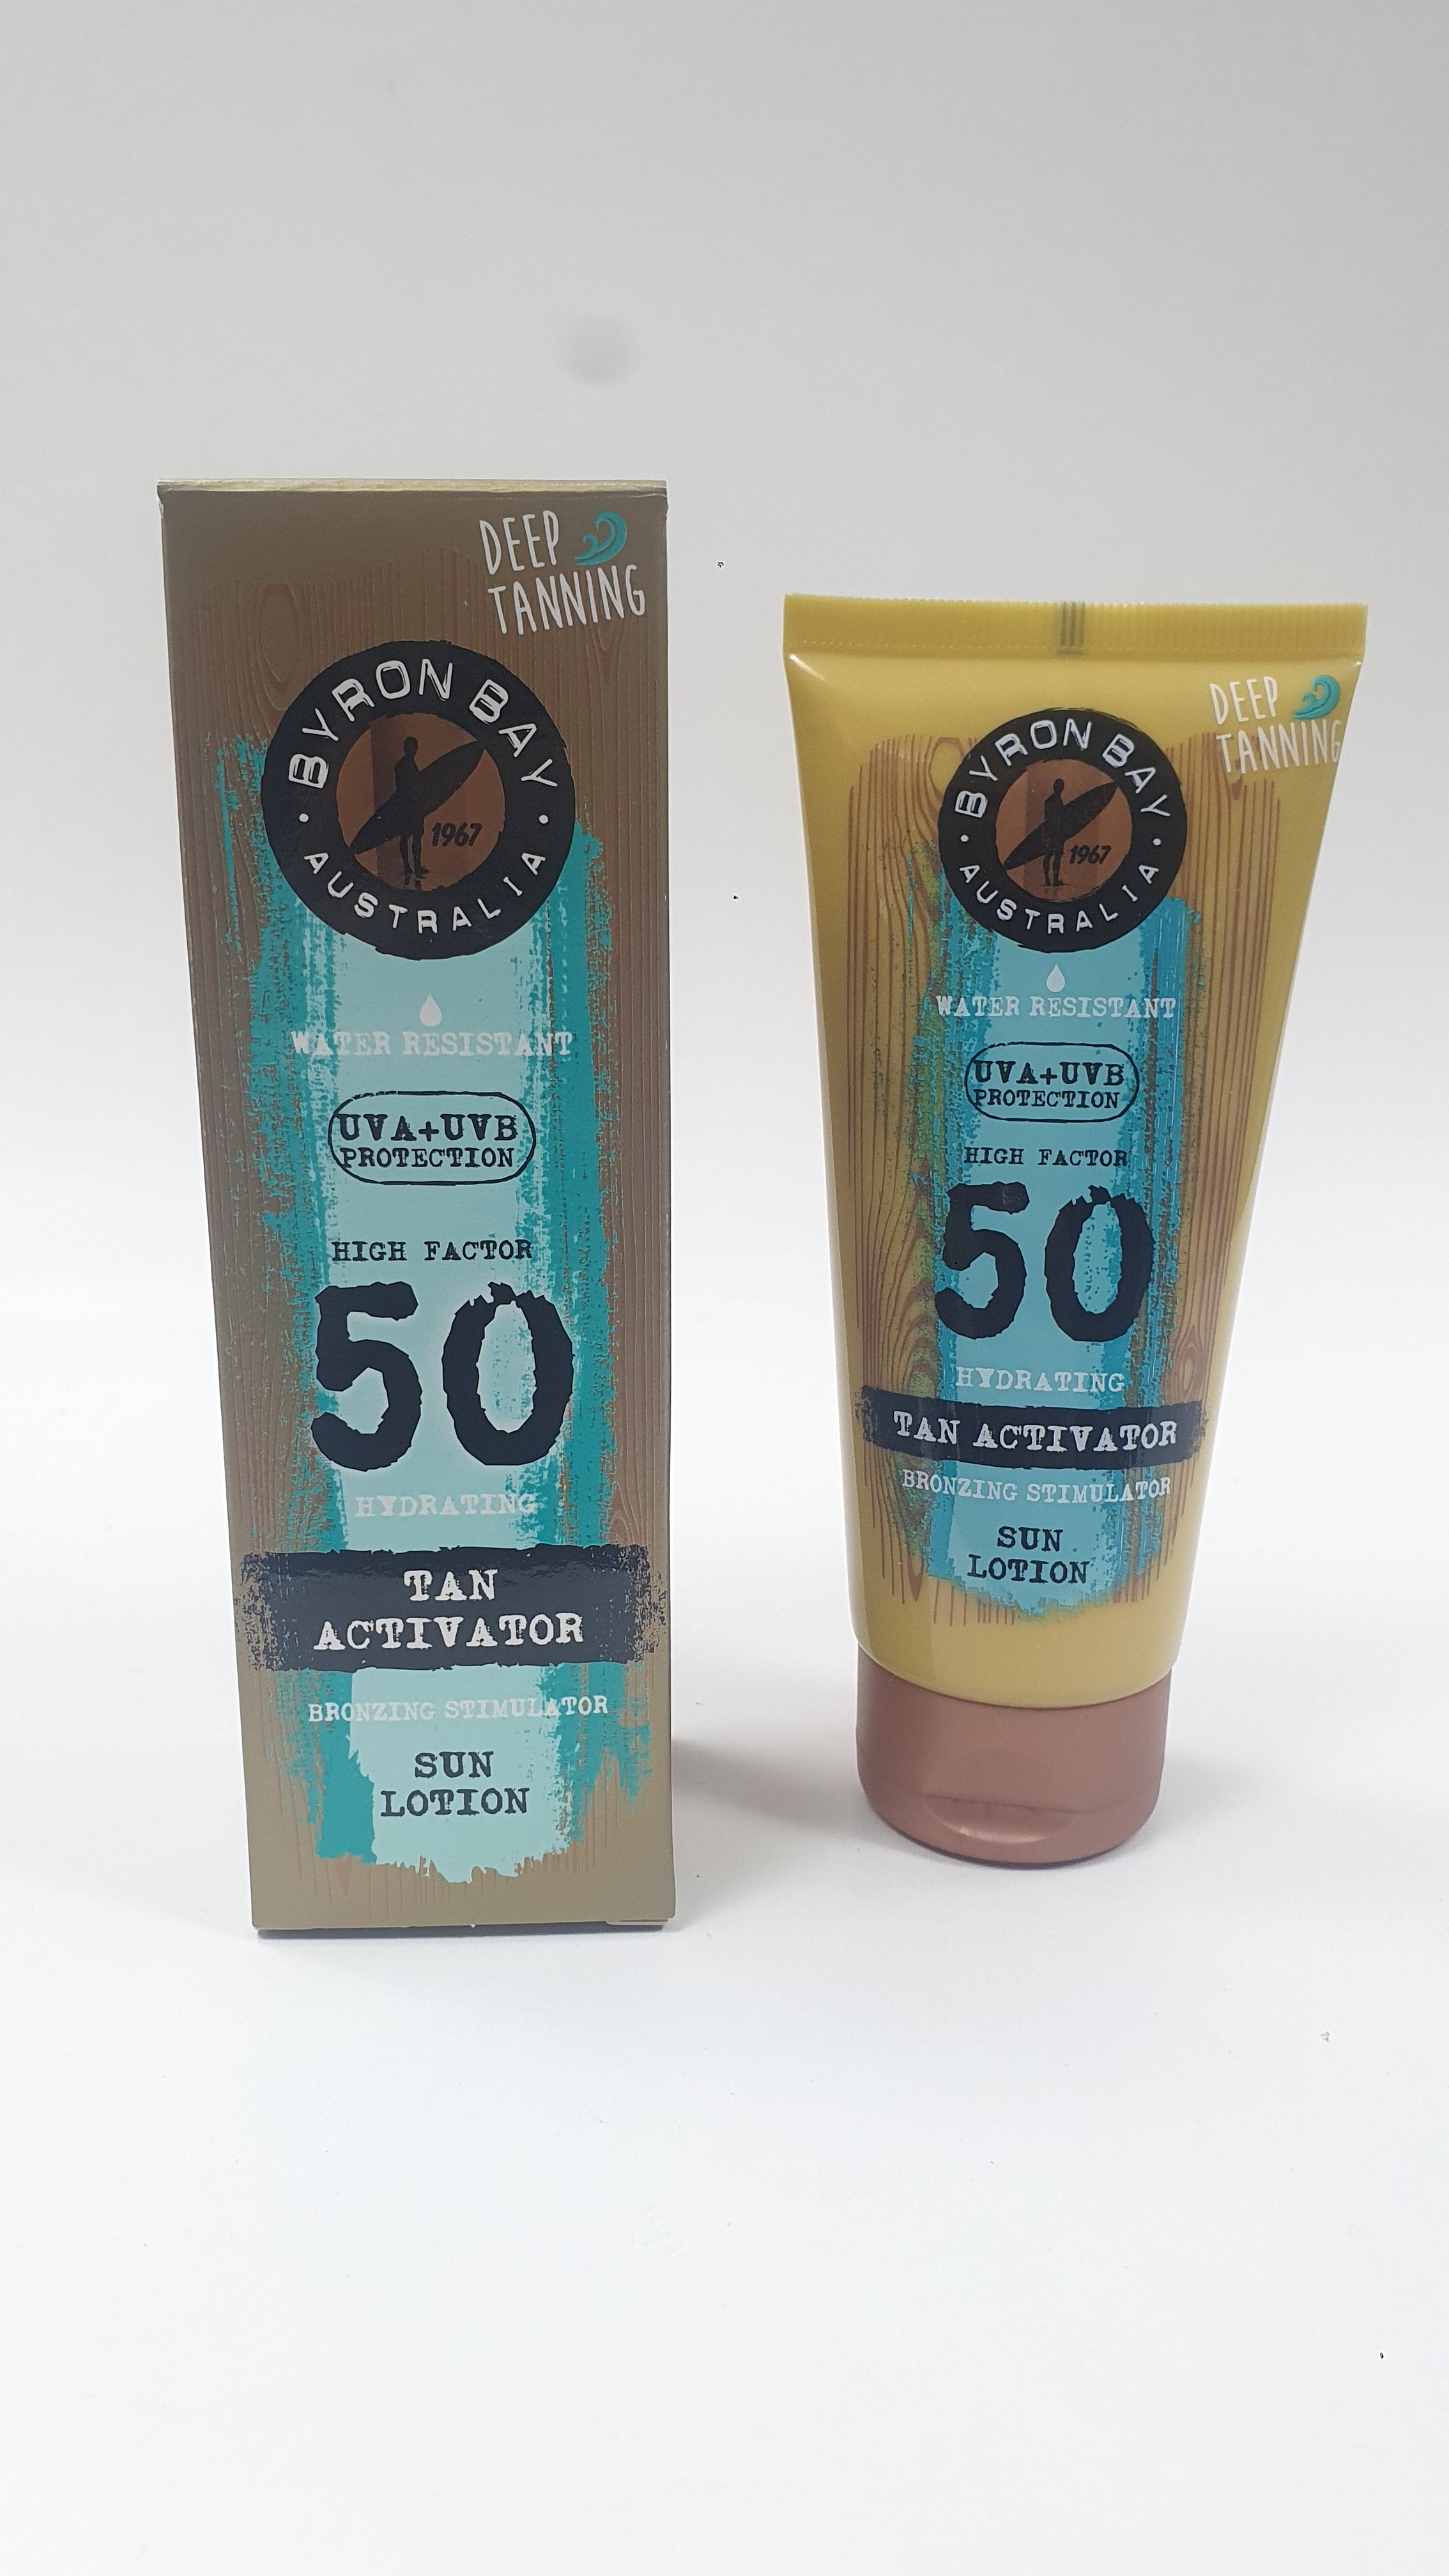 DEEP
TANNING
BYRON BAY
1967
AUSTRALIA
WATER RESISTANT
UVA+UVB
PROTECTION
HIGH FACTOR
50
HYDRATING
TAN
ACTIVATOR
BRONZING STIMULATOR
SUN
LOTION
DEEP
TANNING
BYRON BAY
1967
AUSTRALIA
WATER RESISTANT
UVA+UVB
PROTECTION
HIGH FACTOR
50
HYDRATING
TAN ACTIVATOR
BRONZING STIMULATOR
SUN
LOTION